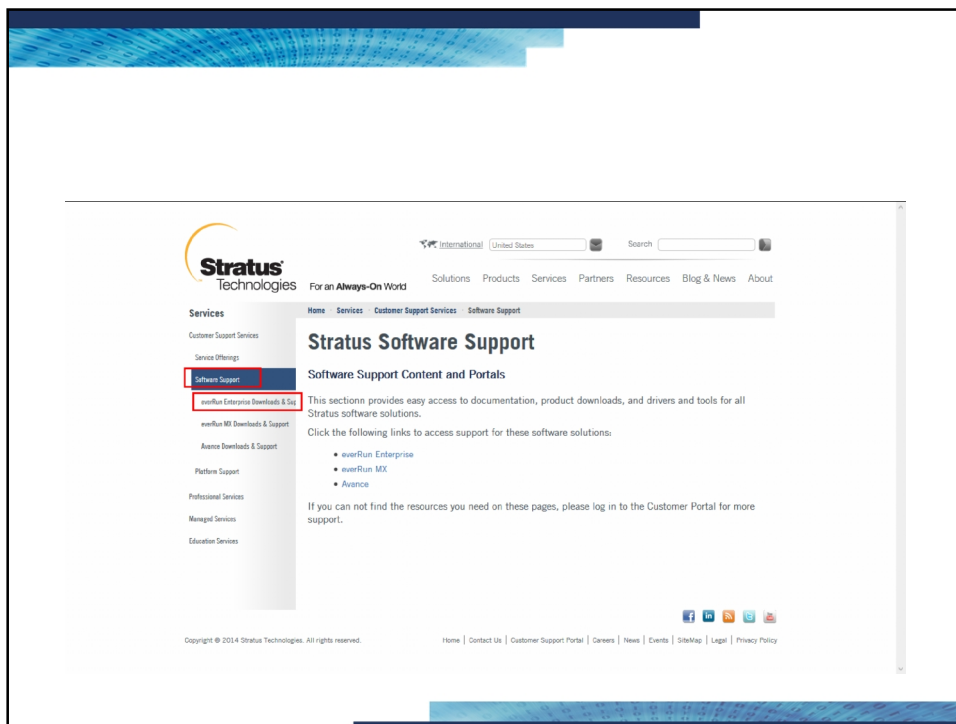 Stratus
Technologies
For an Always-On World
International
United States
Search
Solutions Products Services Partners Resources Blog & News About
Services
Customer Support Services
Service Offerings
Software Support
everRun Enterprise Downloads & Sup
everRun MX Downloads & Support
Avance Downloads & Support
Platform Support
Professional Services
Managed Services
Education Services
Home Services Customer Support Services Software Support
Stratus Software Support
Software Support Content and Portals
This sectionn provides easy access to documentation, product downloads, and drivers and tools for all
Stratus software solutions.
Click the following links to access support for these software solutions:
• everRun Enterprise
• everRun MX
• Avance
If you can not find the resources you need on these pages, please log in to the Customer Portal for more
support.
Copyright © 2014 Stratus Technologies. All rights reserved.
Home | Contact Us | Customer Support Portal | Careers | News | Events | SiteMap | Legal | Privacy Policy